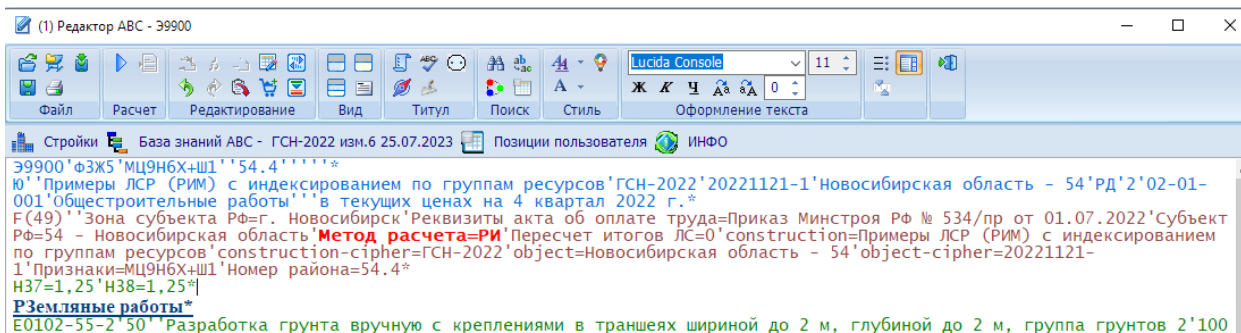 (1) Редактор АВС - Э9900
Lucida Console 11
Ж К Ч Ää äÄ 0
Файл Расчет Редактирование Вид Титул Поиск Стиль Оформление текста
Стройки База знаний АВС - ГСН-2022 изм.6 25.07.2023 Позиции пользователя ИНФО
Э9900'Ф3Ж5'МЦ9Н6Х+Ш1''54.4'''''*
Ю''Примеры ЛСР (РИМ) с индексированием по группам ресурсов'ГСН-2022'20221121-1'Новосибирская область - 54'РД'2'02-01-
001'Общестроительные работы'''в текущих ценах на 4 квартал 2022 г.*
F(49)''Зона субъекта РФ=г. Новосибирск'Реквизиты акта об оплате труда=Приказ Минстроя РФ № 534/пр от 01.07.2022'Субъект
РФ=54 - Новосибирская область'Метод расчета=РИ'Пересчет итогов ЛС=0'construction=Примеры ЛСР (РИМ) с индексированием
по группам ресурсов'construction-cipher=ГСН-2022'object=Новосибирская область - 54'object-cipher=20221121-
1'Признаки=МЦ9Н6Х+Ш1'Номер района=54.4*
Н37=1,25'Н38=1,25*
РЗемляные работы*
Е0102-55-2'50''Разработка грунта вручную с креплениями в траншеях шириной до 2 м, глубиной до 2 м, группа грунтов 2'100